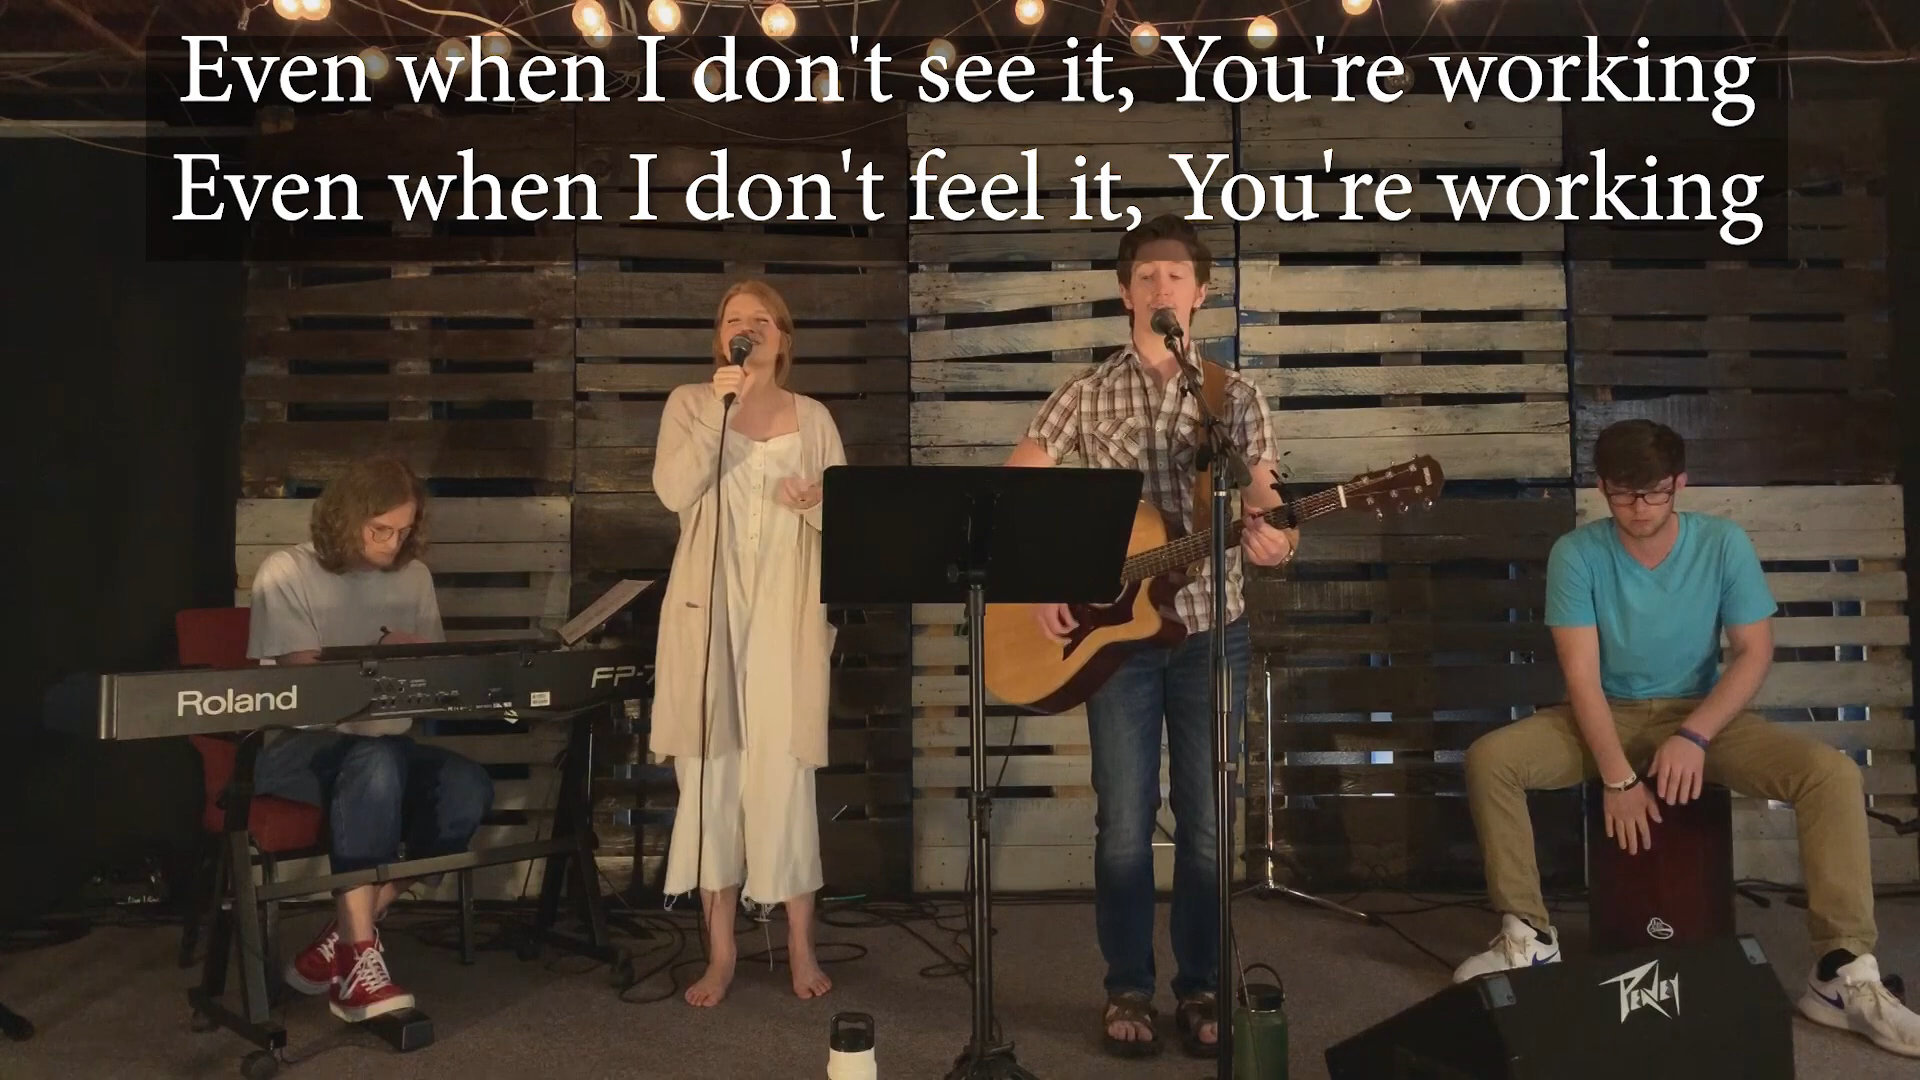 Even when I don't see it, You're working
Even when I don't feel it, You're working
Roland
FP-7
PEAVEY